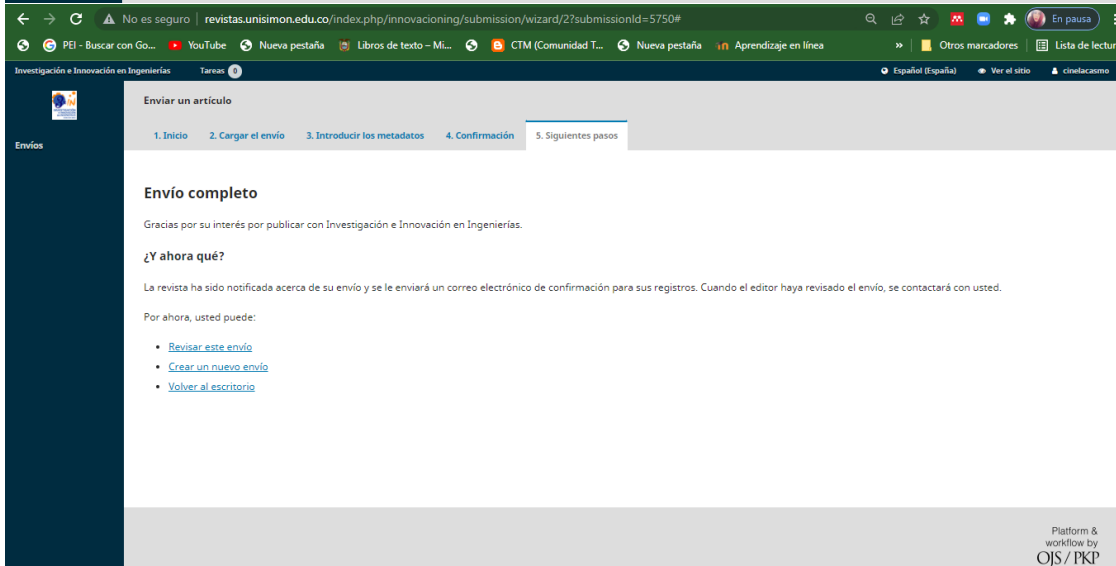 No es seguro | revistas.unisimon.edu.co/index.php/innovacioning/submission/wizard/2?submissionId=5750#
En pausa
PEI - Buscar con Go... YouTube Nueva pestaña Libros de texto – Mi... CTM (Comunidad T... Nueva pestaña Aprendizaje en línea » Otros marcadores Lista de lectur
Investigación e Innovación en Ingenierías Tareas 0 Español (España) Ver el sitio cinelacasmo
Enviar un artículo
1. Inicio 2. Cargar el envío 3. Introducir los metadatos 4. Confirmación 5. Siguientes pasos
Envíos
Envío completo
Gracias por su interés por publicar con Investigación e Innovación en Ingenierías.
¿Y ahora qué?
La revista ha sido notificada acerca de su envío y se le enviará un correo electrónico de confirmación para sus registros. Cuando el editor haya revisado el envío, se contactará con usted.
Por ahora, usted puede:
• Revisar este envío
• Crear un nuevo envío
• Volver al escritorio
Platform &
workflow by
OJS / PKP